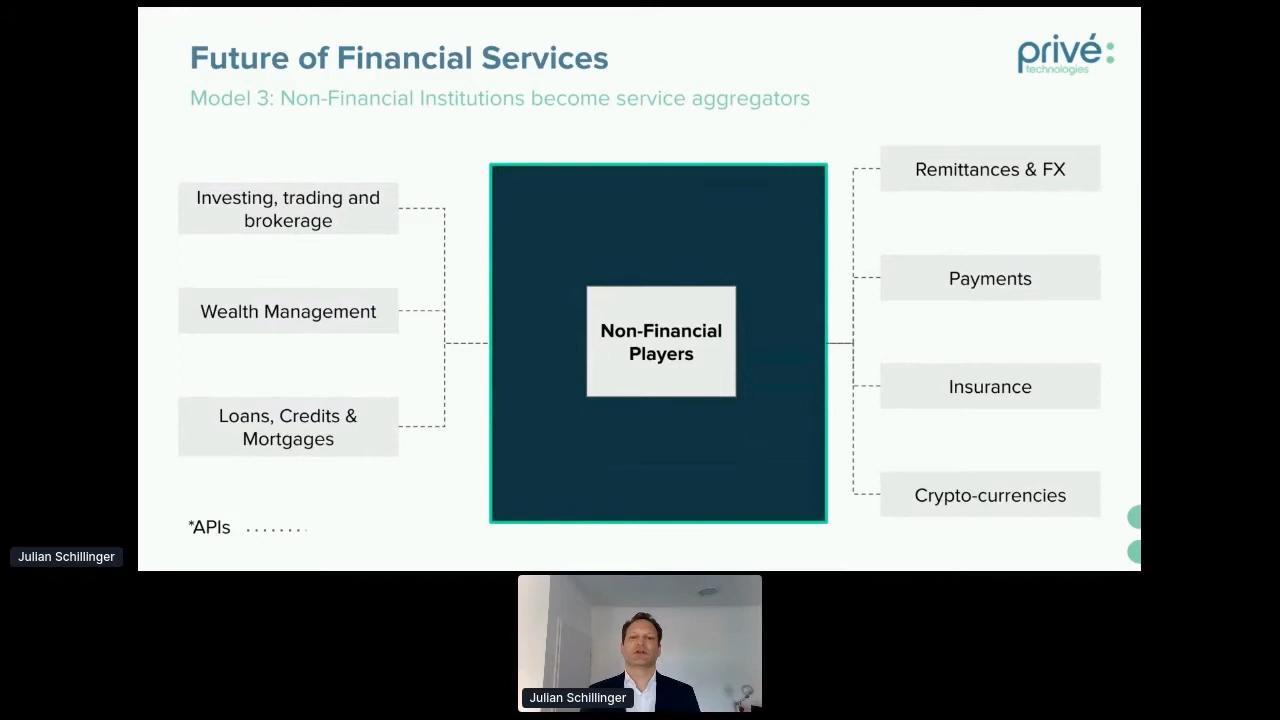 Future of Financial Services
privé:
technologies
Model 3: Non-Financial Institutions become service aggregators
Investing, trading and
brokerage
Wealth Management
Loans, Credits &
Mortgages
*APIs .......
Non-Financial
Players
Remittances & FX
Payments
Insurance
Crypto-currencies
Julian Schillinger
Julian Schillinger